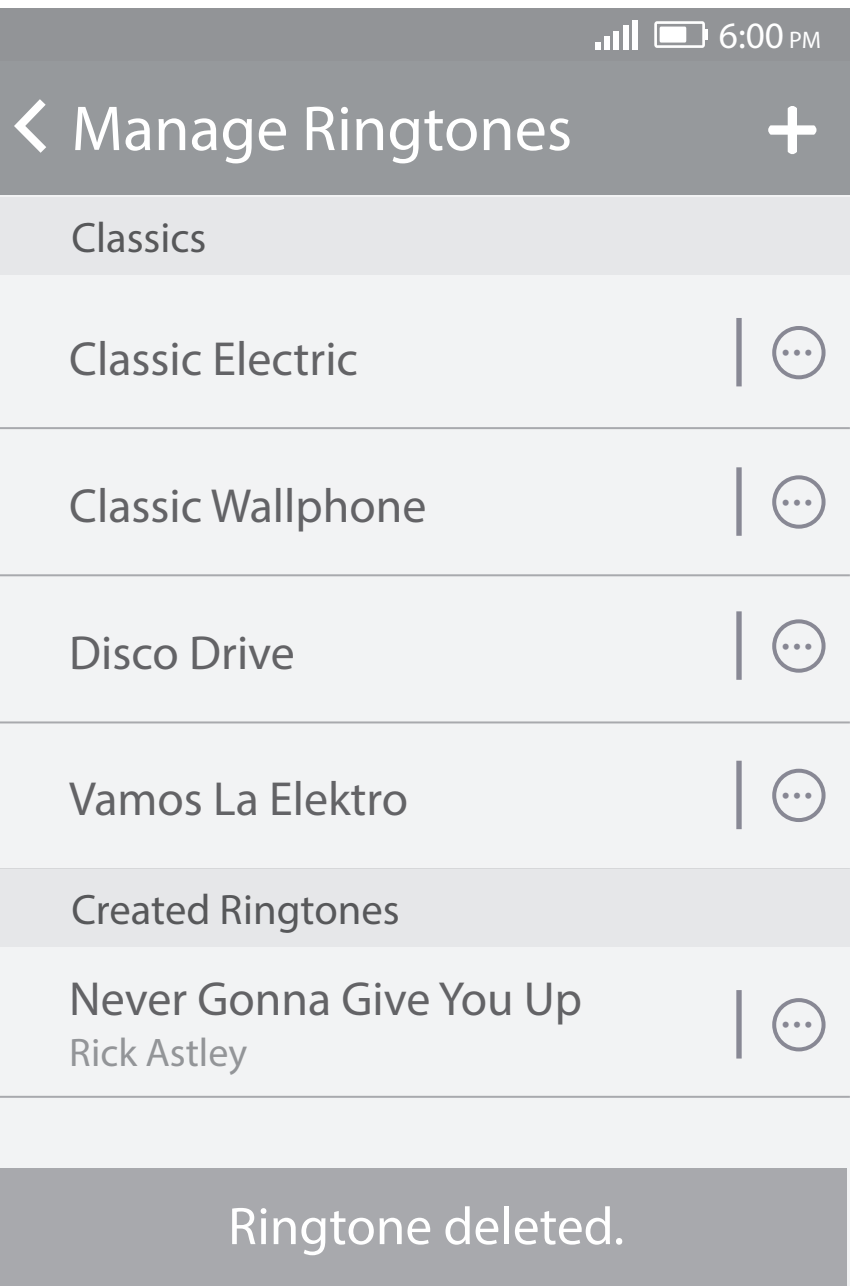 6:00 PM
Manage Ringtones
Classics
Classic Electric
Classic Wallphone
Disco Drive
Vamos La Elektro
Created Ringtones
Never Gonna Give You Up
Rick Astley
Ringtone deleted.